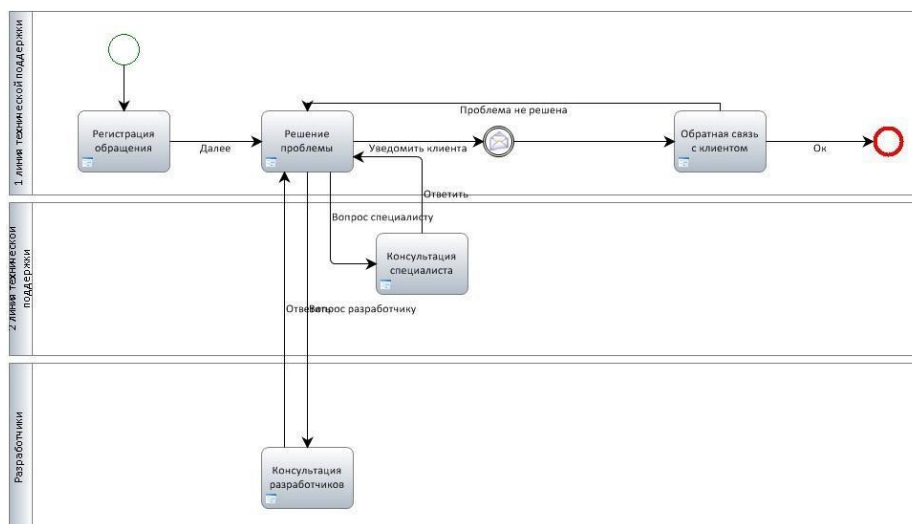 1 линия технической поддержки
Регистрация
обращения
Далее
Решение
проблемы
Уведомить клиента
Проблема не решена
Обратная связь
с клиентом
Ок
Ответить
Вопрос специалисту
2 линия технической
поддержки
Консультация
специалиста
Ответить
Вопрос разработчику
Разработчики
Консультация
разработчиков